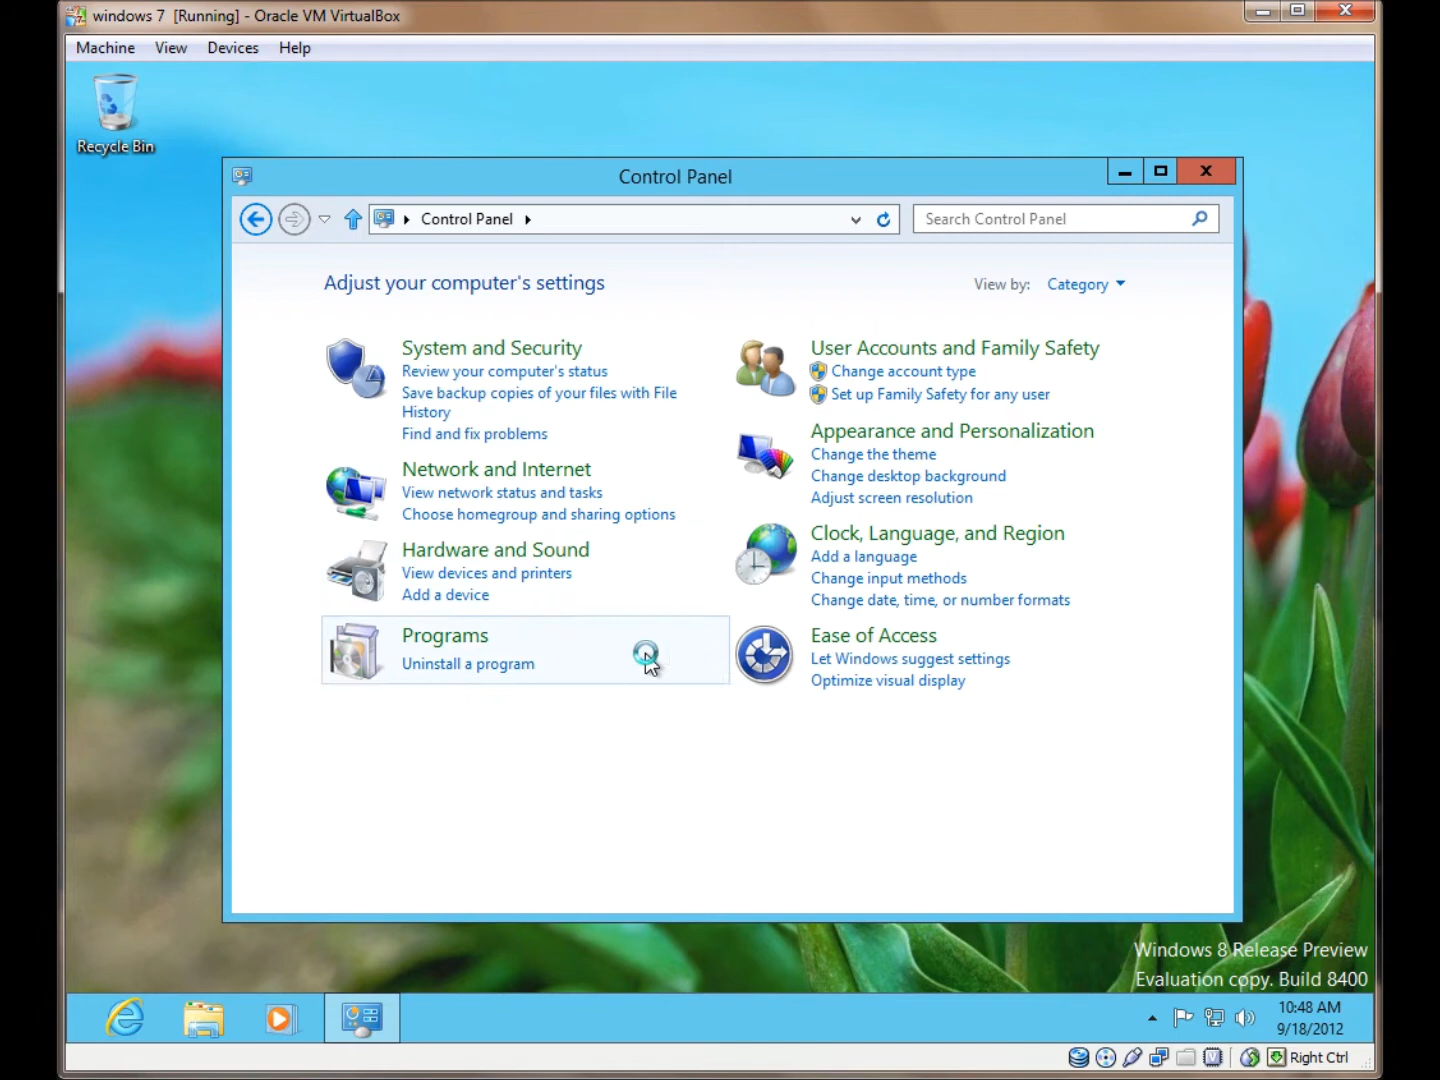 windows 7 [Running] - Oracle VM VirtualBox
Machine View Devices Help
Recycle Bin
Control Panel
Control Panel
Search Control Panel
Adjust your computer's settings
View by: Category
System and Security
Review your computer's status
Save backup copies of your files with File
History
Find and fix problems
Network and Internet
View network status and tasks
Choose homegroup and sharing options
Hardware and Sound
View devices and printers
Add a device
Programs
Uninstall a program
User Accounts and Family Safety
Change account type
Set up Family Safety for any user
Appearance and Personalization
Change the theme
Change desktop background
Adjust screen resolution
Clock, Language, and Region
Add a language
Change input methods
Change date, time, or number formats
Ease of Access
Let Windows suggest settings
Optimize visual display
Windows 8 Release Preview
Evaluation copy. Build 8400
10:48 AM
9/18/2012
Right Ctrl